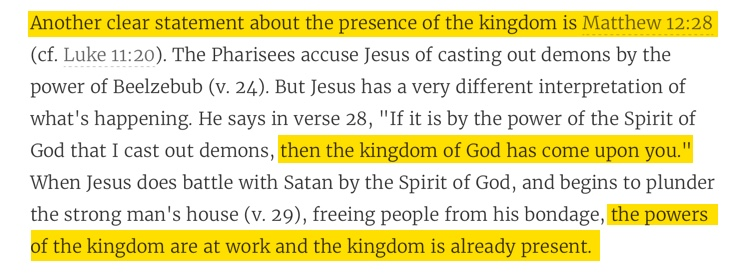 Another clear statement about the presence of the kingdom is Matthew 12:28
(cf. Luke 11:20). The Pharisees accuse Jesus of casting out demons by the
power of Beelzebub (v. 24). But Jesus has a very different interpretation of
what's happening. He says in verse 28, "If it is by the power of the Spirit of
God that I cast out demons, then the kingdom of God has come upon you."
When Jesus does battle with Satan by the Spirit of God, and begins to plunder
the strong man's house (v. 29), freeing people from his bondage, the powers
of the kingdom are at work and the kingdom is already present.